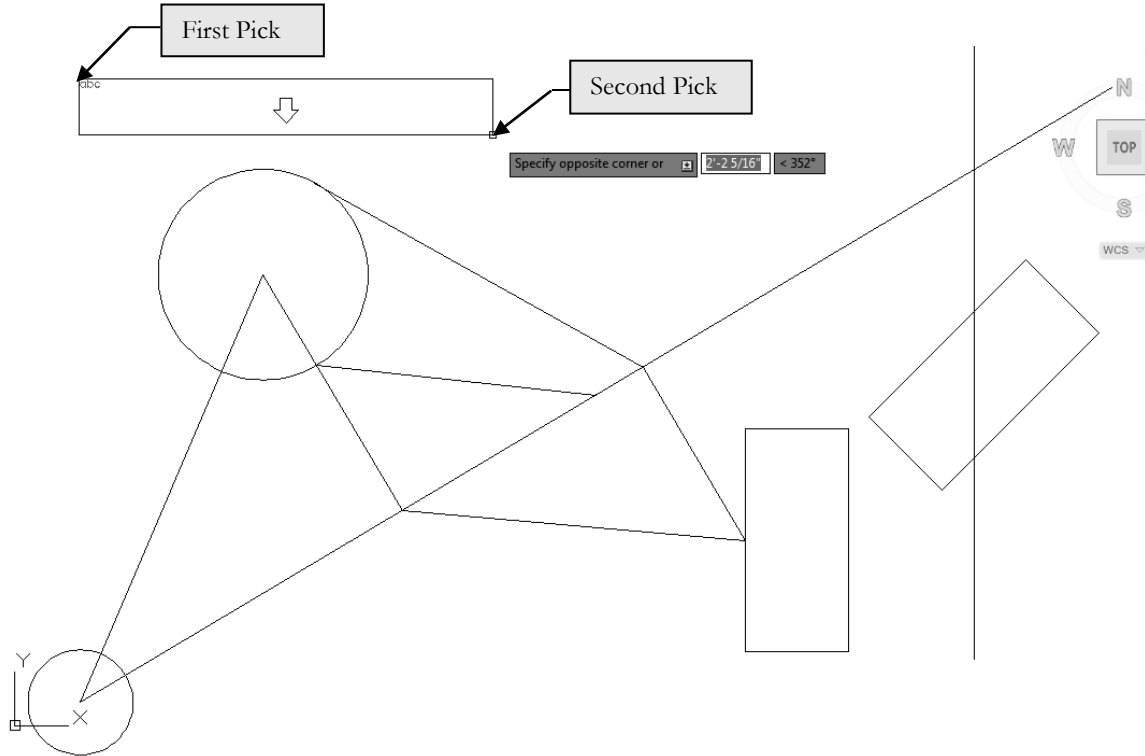 First Pick
abc
Second Pick
Specify opposite corner or 2'-2 5/16" < 352°
N
W
TOP
S
WCS
Y
X